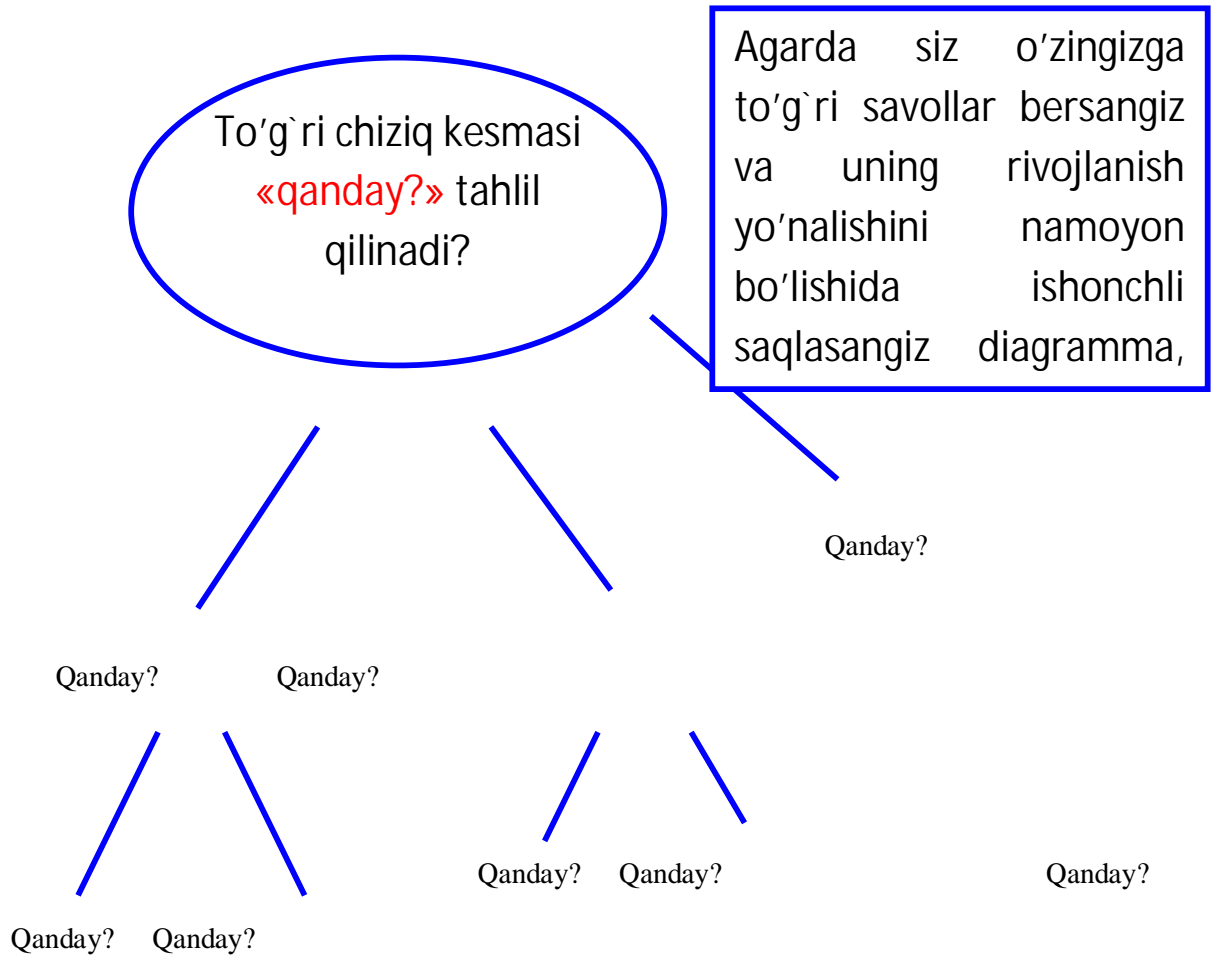 To'g`ri chiziq kesmasi
«qanday?» tahlil
qilinadi?
Agarda siz o'zingizga
to'g`ri savollar bersangiz
va uning rivojlanish
yo'nalishini namoyon
bo'lishida ishonchli
saqlasangiz diagramma,
Qanday?
Qanday? Qanday?
Qanday? Qanday? Qanday?
Qanday? Qanday?